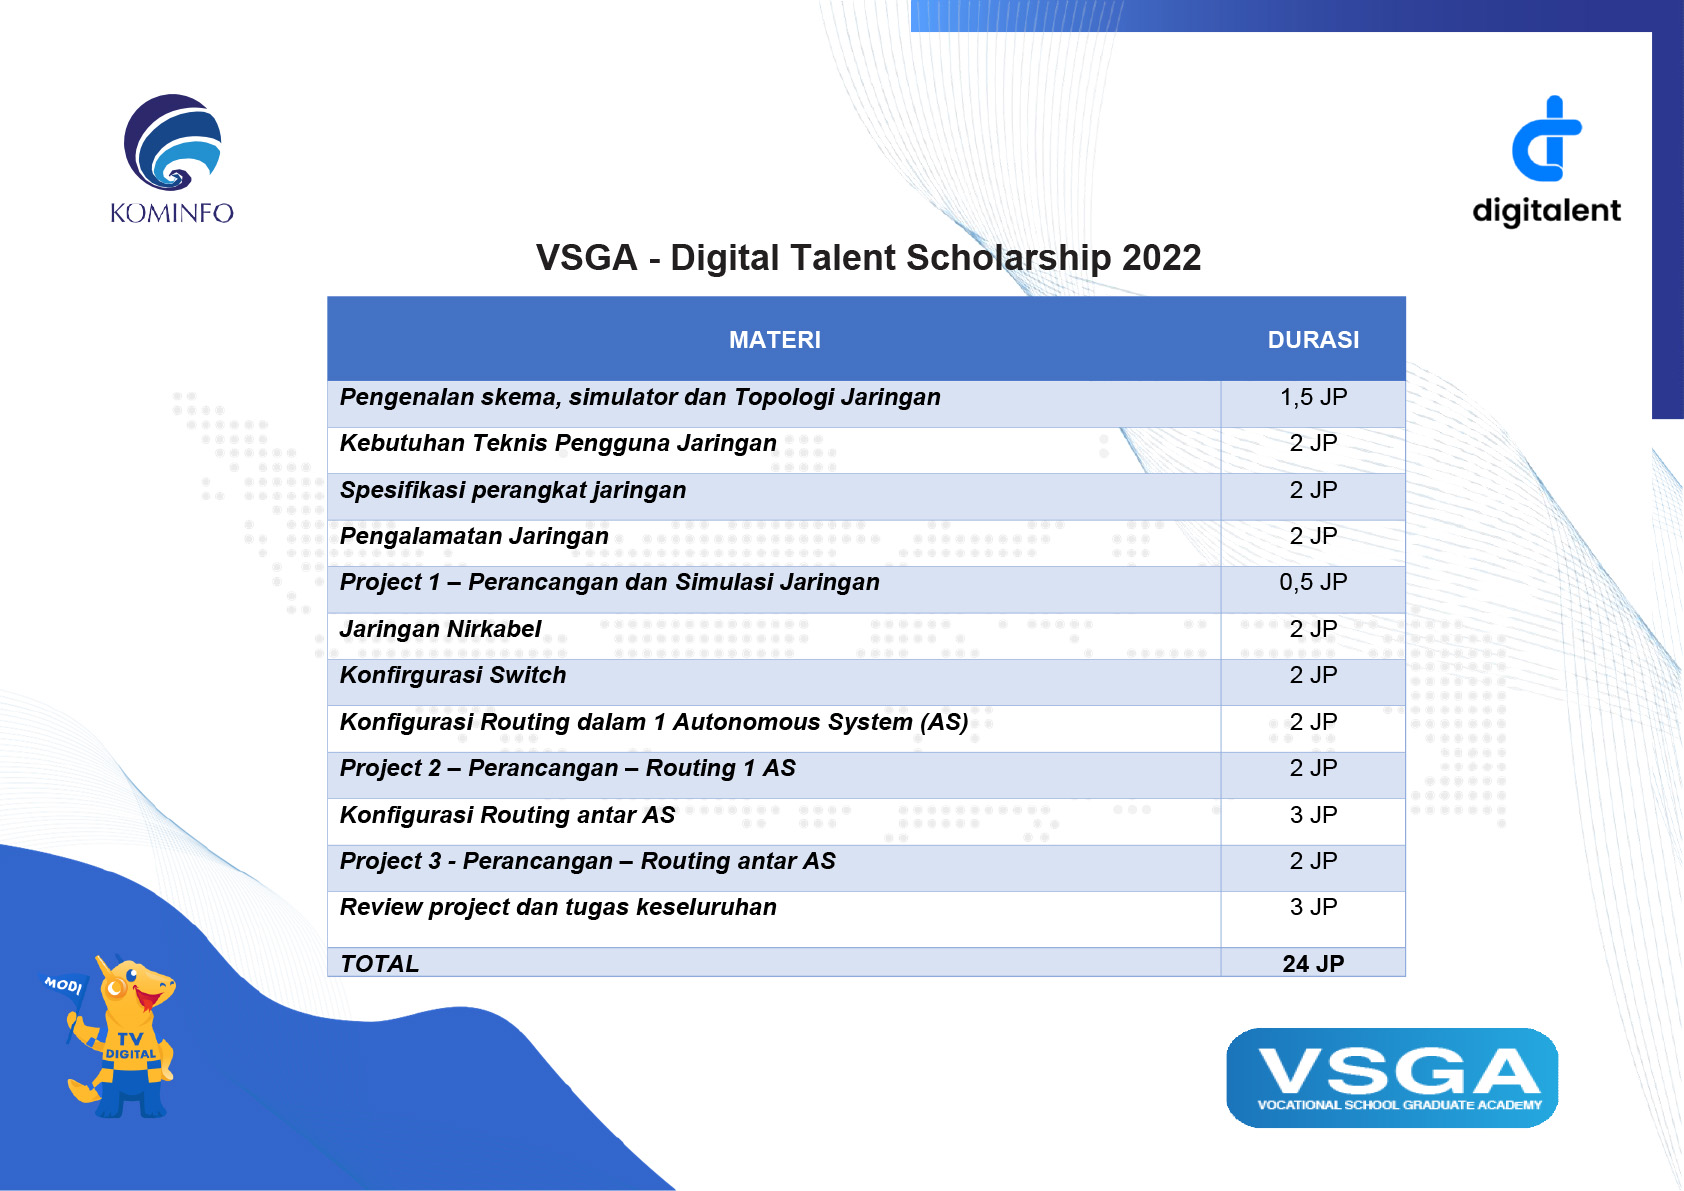 KOMINFO
digitalent
VSGA - Digital Talent Scholarship 2022
MATERI DURASI
Pengenalan skema, simulator dan Topologi Jaringan 1,5 JP
Kebutuhan Teknis Pengguna Jaringan 2 JP
Spesifikasi perangkat jaringan 2 JP
Pengalamatan Jaringan 2 JP
Project 1 – Perancangan dan Simulasi Jaringan 0,5 JP
Jaringan Nirkabel 2 JP
Konfirgurasi Switch 2 JP
Konfigurasi Routing dalam 1 Autonomous System (AS) 2 JP
Project 2 – Perancangan – Routing 1 AS 2 JP
Konfigurasi Routing antar AS 3 JP
Project 3 - Perancangan – Routing antar AS 2 JP
Review project dan tugas keseluruhan 3 JP
TOTAL 24 JP
MODI
TV
DIGITAL
VSGA
VOCATIONAL SCHOOL GRADUATE ACADEMY